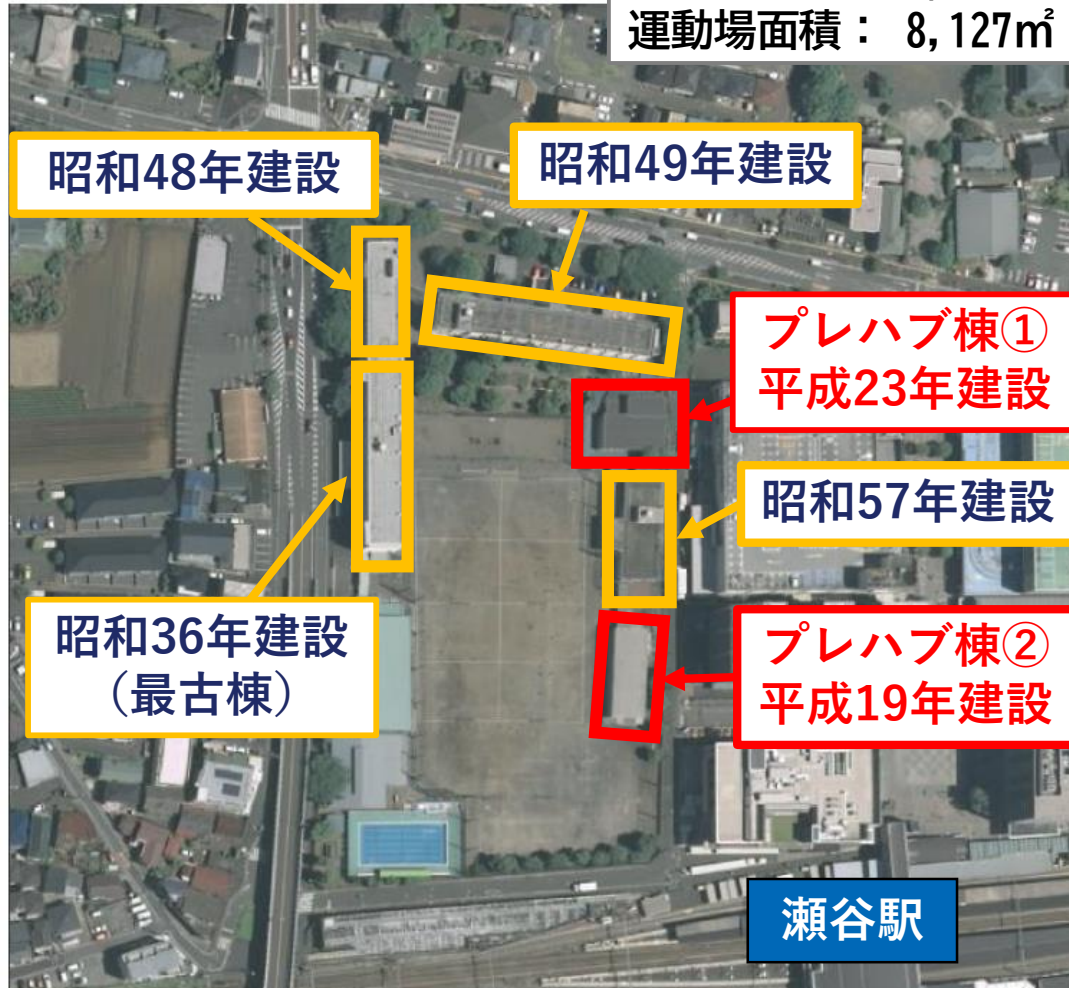 運動場面積： 8,127㎡
昭和48年建設
昭和49年建設
プレハブ棟①
平成23年建設
昭和57年建設
昭和36年建設
（最古棟）
プレハブ棟②
平成19年建設
瀬谷駅